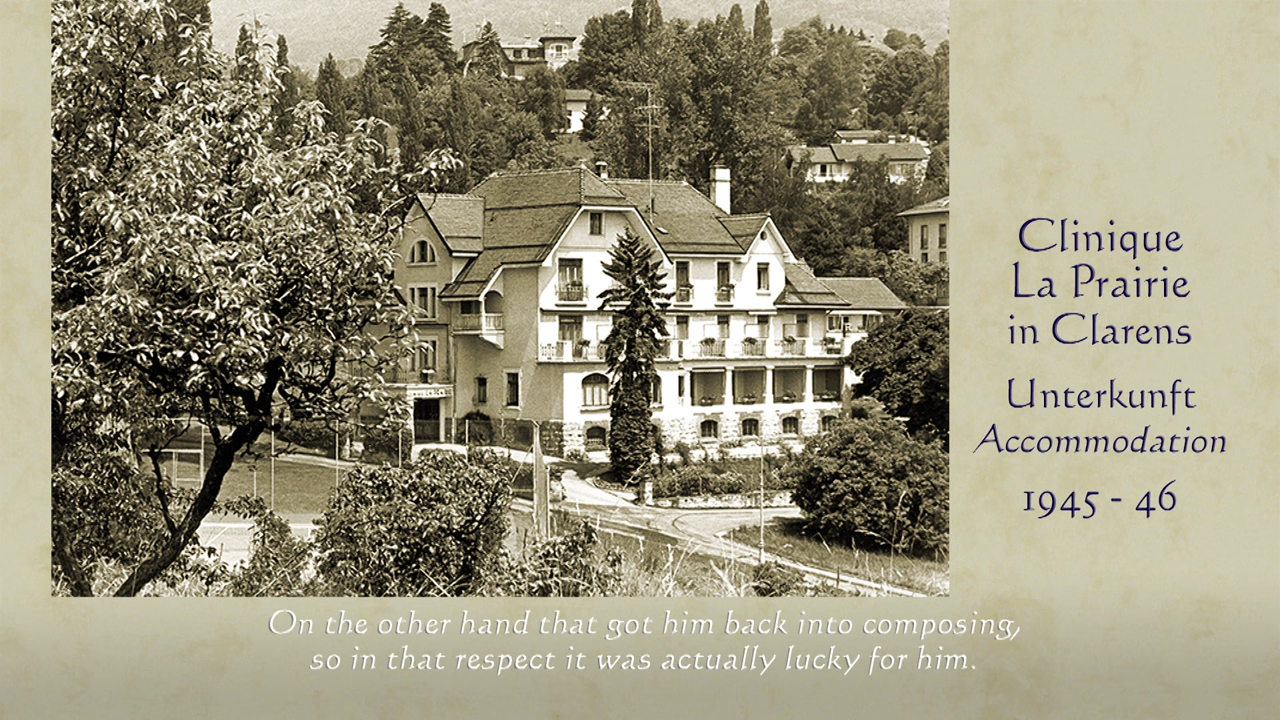 Clinique
La Prairie
in Clarens
Unterkunft
Accommodation
1945 - 46
On the other hand that got him back into composing,
so in that respect it was actually lucky for him.